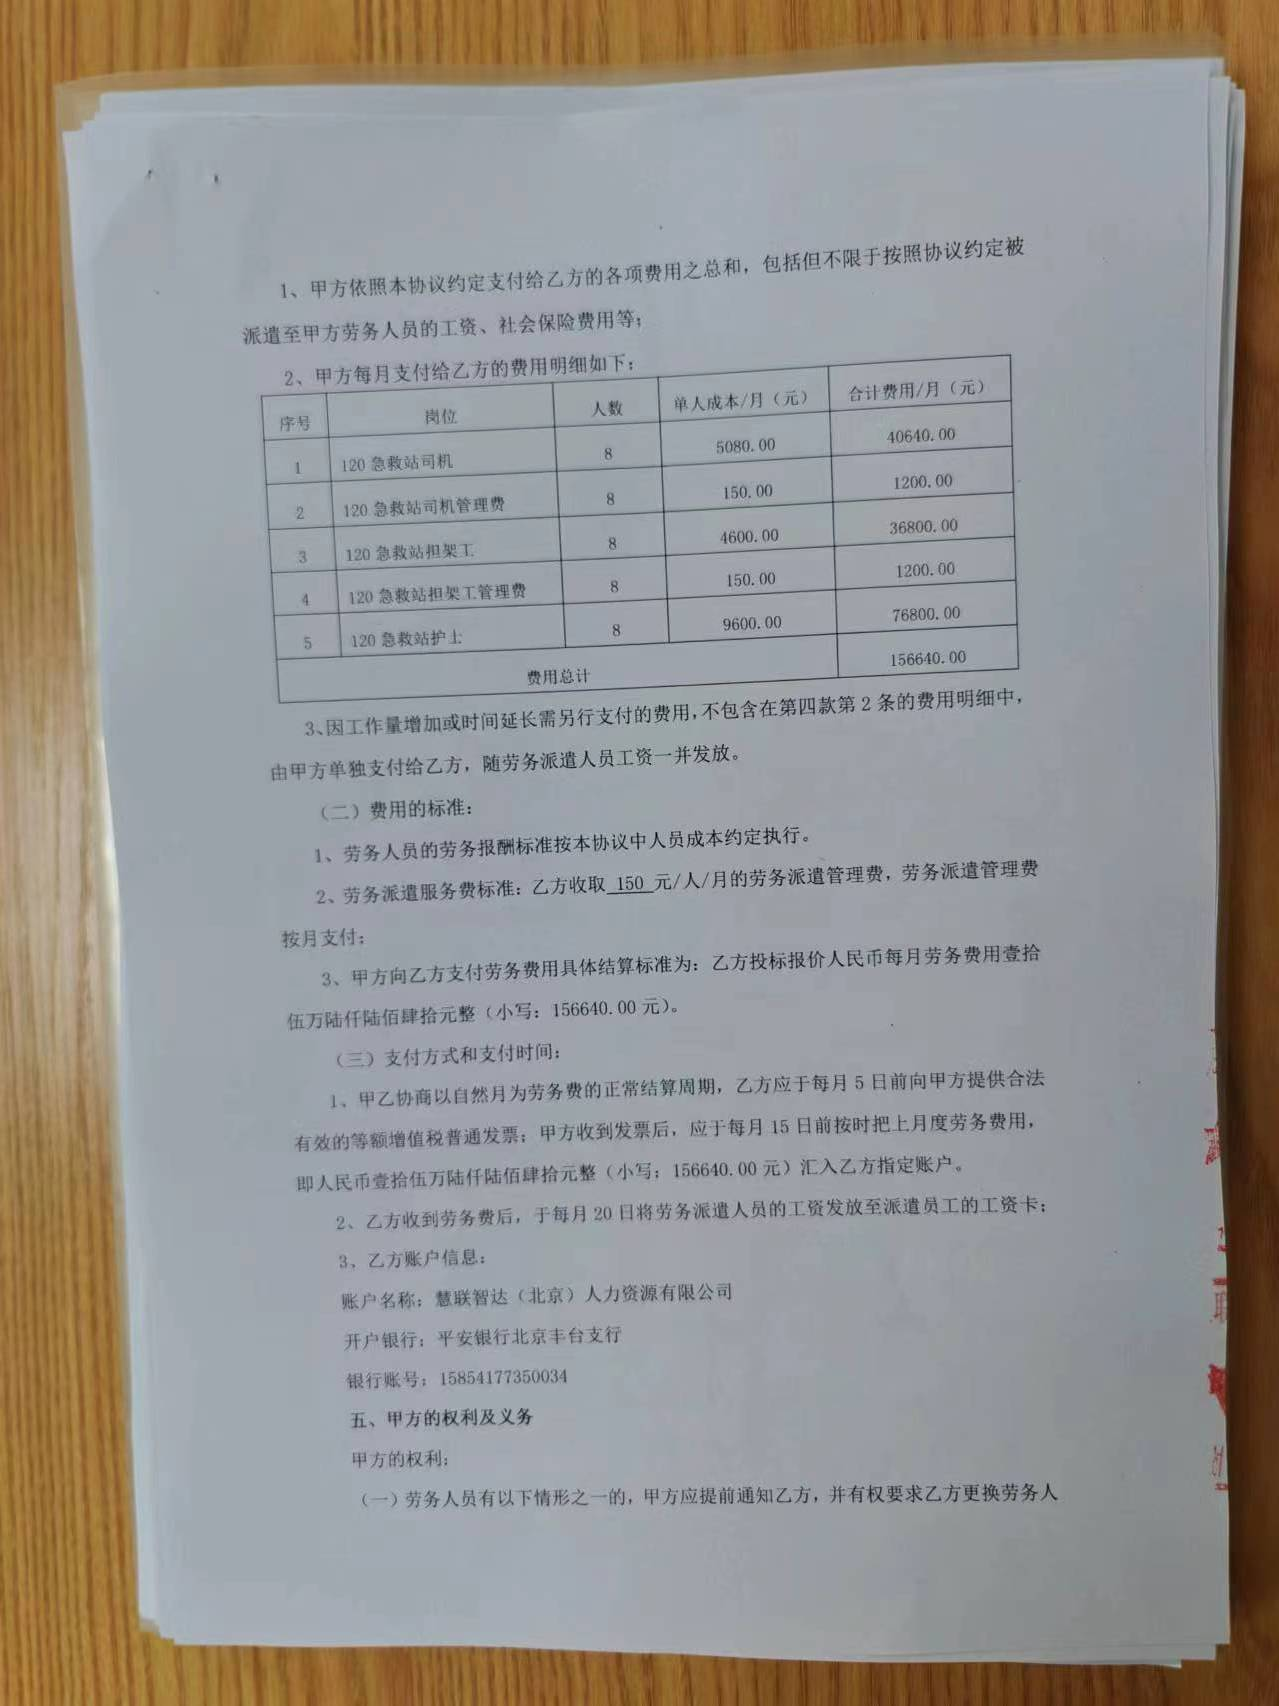 1、甲方依照本协议约定支付给乙方的各项费用之总和，包括但不限于按照协议约定被
派遣至甲方劳务人员的工资、社会保险费用等；
2、甲方每月支付给乙方的费用明细如下：
序号 岗位 人数 单人成本/月（元） 合计费用/月（元）
1 120 急救站司机 8 5080.00 40640.00
2 120 急救站司机管理费 8 150.00 1200.00
3 120 急救站担架工 8 4600.00 36800.00
4 120 急救站担架工管理费 8 150.00 1200.00
5 120 急救站护士 8 9600.00 76800.00
费用总计 156640.00
3、因工作量增加或时间延长需另行支付的费用，不包含在第四款第 2 条的费用明细中，
由甲方单独支付给乙方，随劳务派遣人员工资一并发放。
（二）费用的标准：
1、劳务人员的劳务报酬标准按本协议中人员成本约定执行。
2、劳务派遣服务费标准：乙方收取 150 元/人/月的劳务派遣管理费，劳务派遣管理费
按月支付；
3、甲方向乙方支付劳务费用具体结算标准为：乙方投标报价人民币每月劳务费用壹拾
伍万陆仟陆佰肆拾元整（小写：156640.00 元）。
（三）支付方式和支付时间：
1、甲乙协商以自然月为劳务费的正常结算周期，乙方应于每月 5 日前向甲方提供合法
有效的等额增值税普通发票；甲方收到发票后，应于每月 15 日前按时把上月度劳务费用，
即人民币壹拾伍万陆仟陆佰肆拾元整（小写：156640.00 元）汇入乙方指定账户。
2、乙方收到劳务费后，于每月 20 日将劳务派遣人员的工资发放至派遣员工的工资卡；
3、乙方账户信息：
账户名称：慧联智达（北京）人力资源有限公司
开户银行：平安银行北京丰台支行
银行账号：15854177350034
五、甲方的权利及义务
甲方的权利：
（一）劳务人员有以下情形之一的，甲方应提前通知乙方，并有权要求乙方更换劳务人